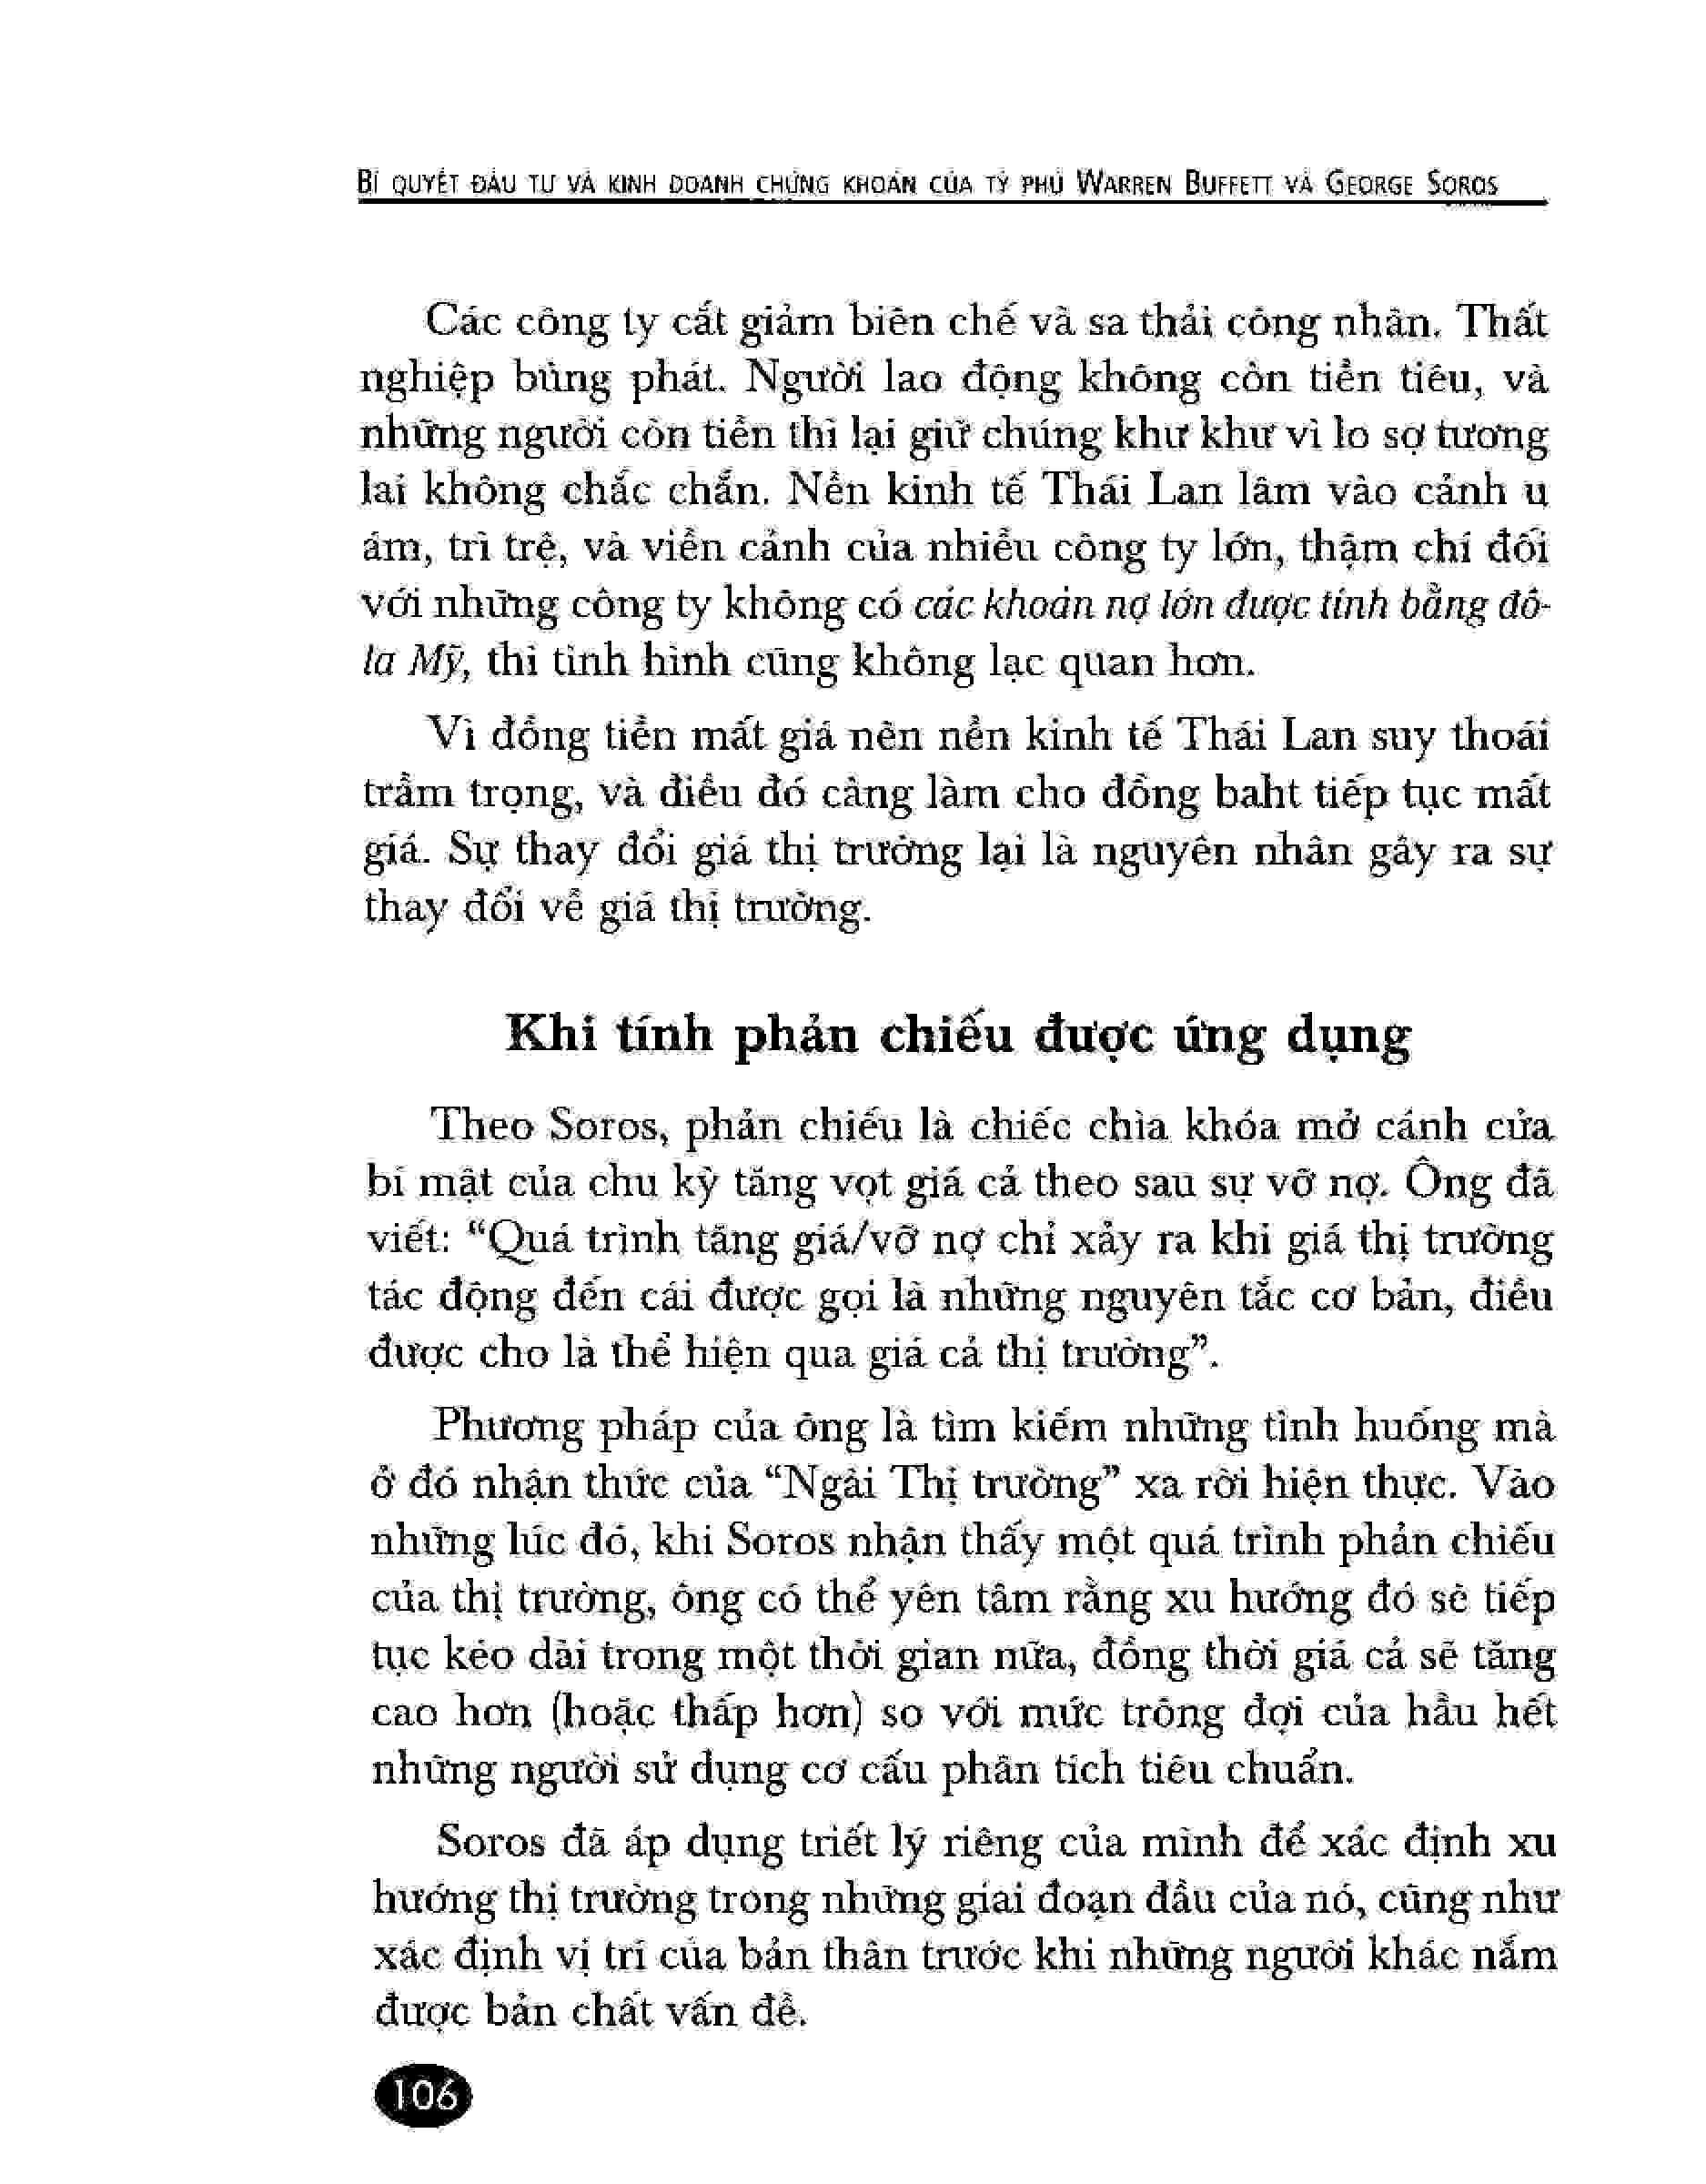 BÍ QUYẾT ĐẦU TƯ VÀ KINH DOANH CHỨNG KHOÁN CỦA TỶ PHÚ WARREN BUFFETT VÀ GEORGE SOROS
Các công ty cắt giảm biên chế và sa thải công nhân. Thất
nghiệp bùng phát. Người lao động không còn tiền tiêu, và
những người còn tiền thì lại giữ chúng khư khư vì lo sợ tương
lai không chắc chắn. Nền kinh tế Thái Lan lâm vào cảnh u
ám, trì trệ, và viễn cảnh của nhiều công ty lớn, thậm chí đối
với những công ty không có các khoản nợ lớn được tính bằng đô-
la Mỹ, thì tình hình cũng không lạc quan hơn.
Vì đồng tiền mất giá nên nền kinh tế Thái Lan suy thoái
trầm trọng, và điều đó càng làm cho đồng baht tiếp tục mất
giá. Sự thay đổi giá thị trường lại là nguyên nhân gây ra sự
thay đổi về giá thị trường.
Khi tính phản chiếu được ứng dụng
Theo Soros, phản chiếu là chiếc chìa khóa mở cánh cửa
bí mật của chu kỳ tăng vọt giá cả theo sau sự vỡ nợ. Ông đã
viết: “Quá trình tăng giá/vỡ nợ chỉ xảy ra khi giá thị trường
tác động đến cái được gọi là những nguyên tắc cơ bản, điều
được cho là thể hiện qua giá cả thị trường”.
Phương pháp của ông là tìm kiếm những tình huống mà
ở đó nhận thức của “Ngài Thị trường” xa rời hiện thực. Vào
những lúc đó, khi Soros nhận thấy một quá trình phản chiếu
của thị trường, ông có thể yên tâm rằng xu hướng đó sẽ tiếp
tục kéo dài trong một thời gian nữa, đồng thời giá cả sẽ tăng
cao hơn (hoặc thấp hơn) so với mức trông đợi của hầu hết
những người sử dụng cơ cấu phân tích tiêu chuẩn.
Soros đã áp dụng triết lý riêng của mình để xác định xu
hướng thị trường trong những giai đoạn đầu của nó, cũng như
xác định vị trí của bản thân trước khi những người khác nắm
được bản chất vấn đề.
106